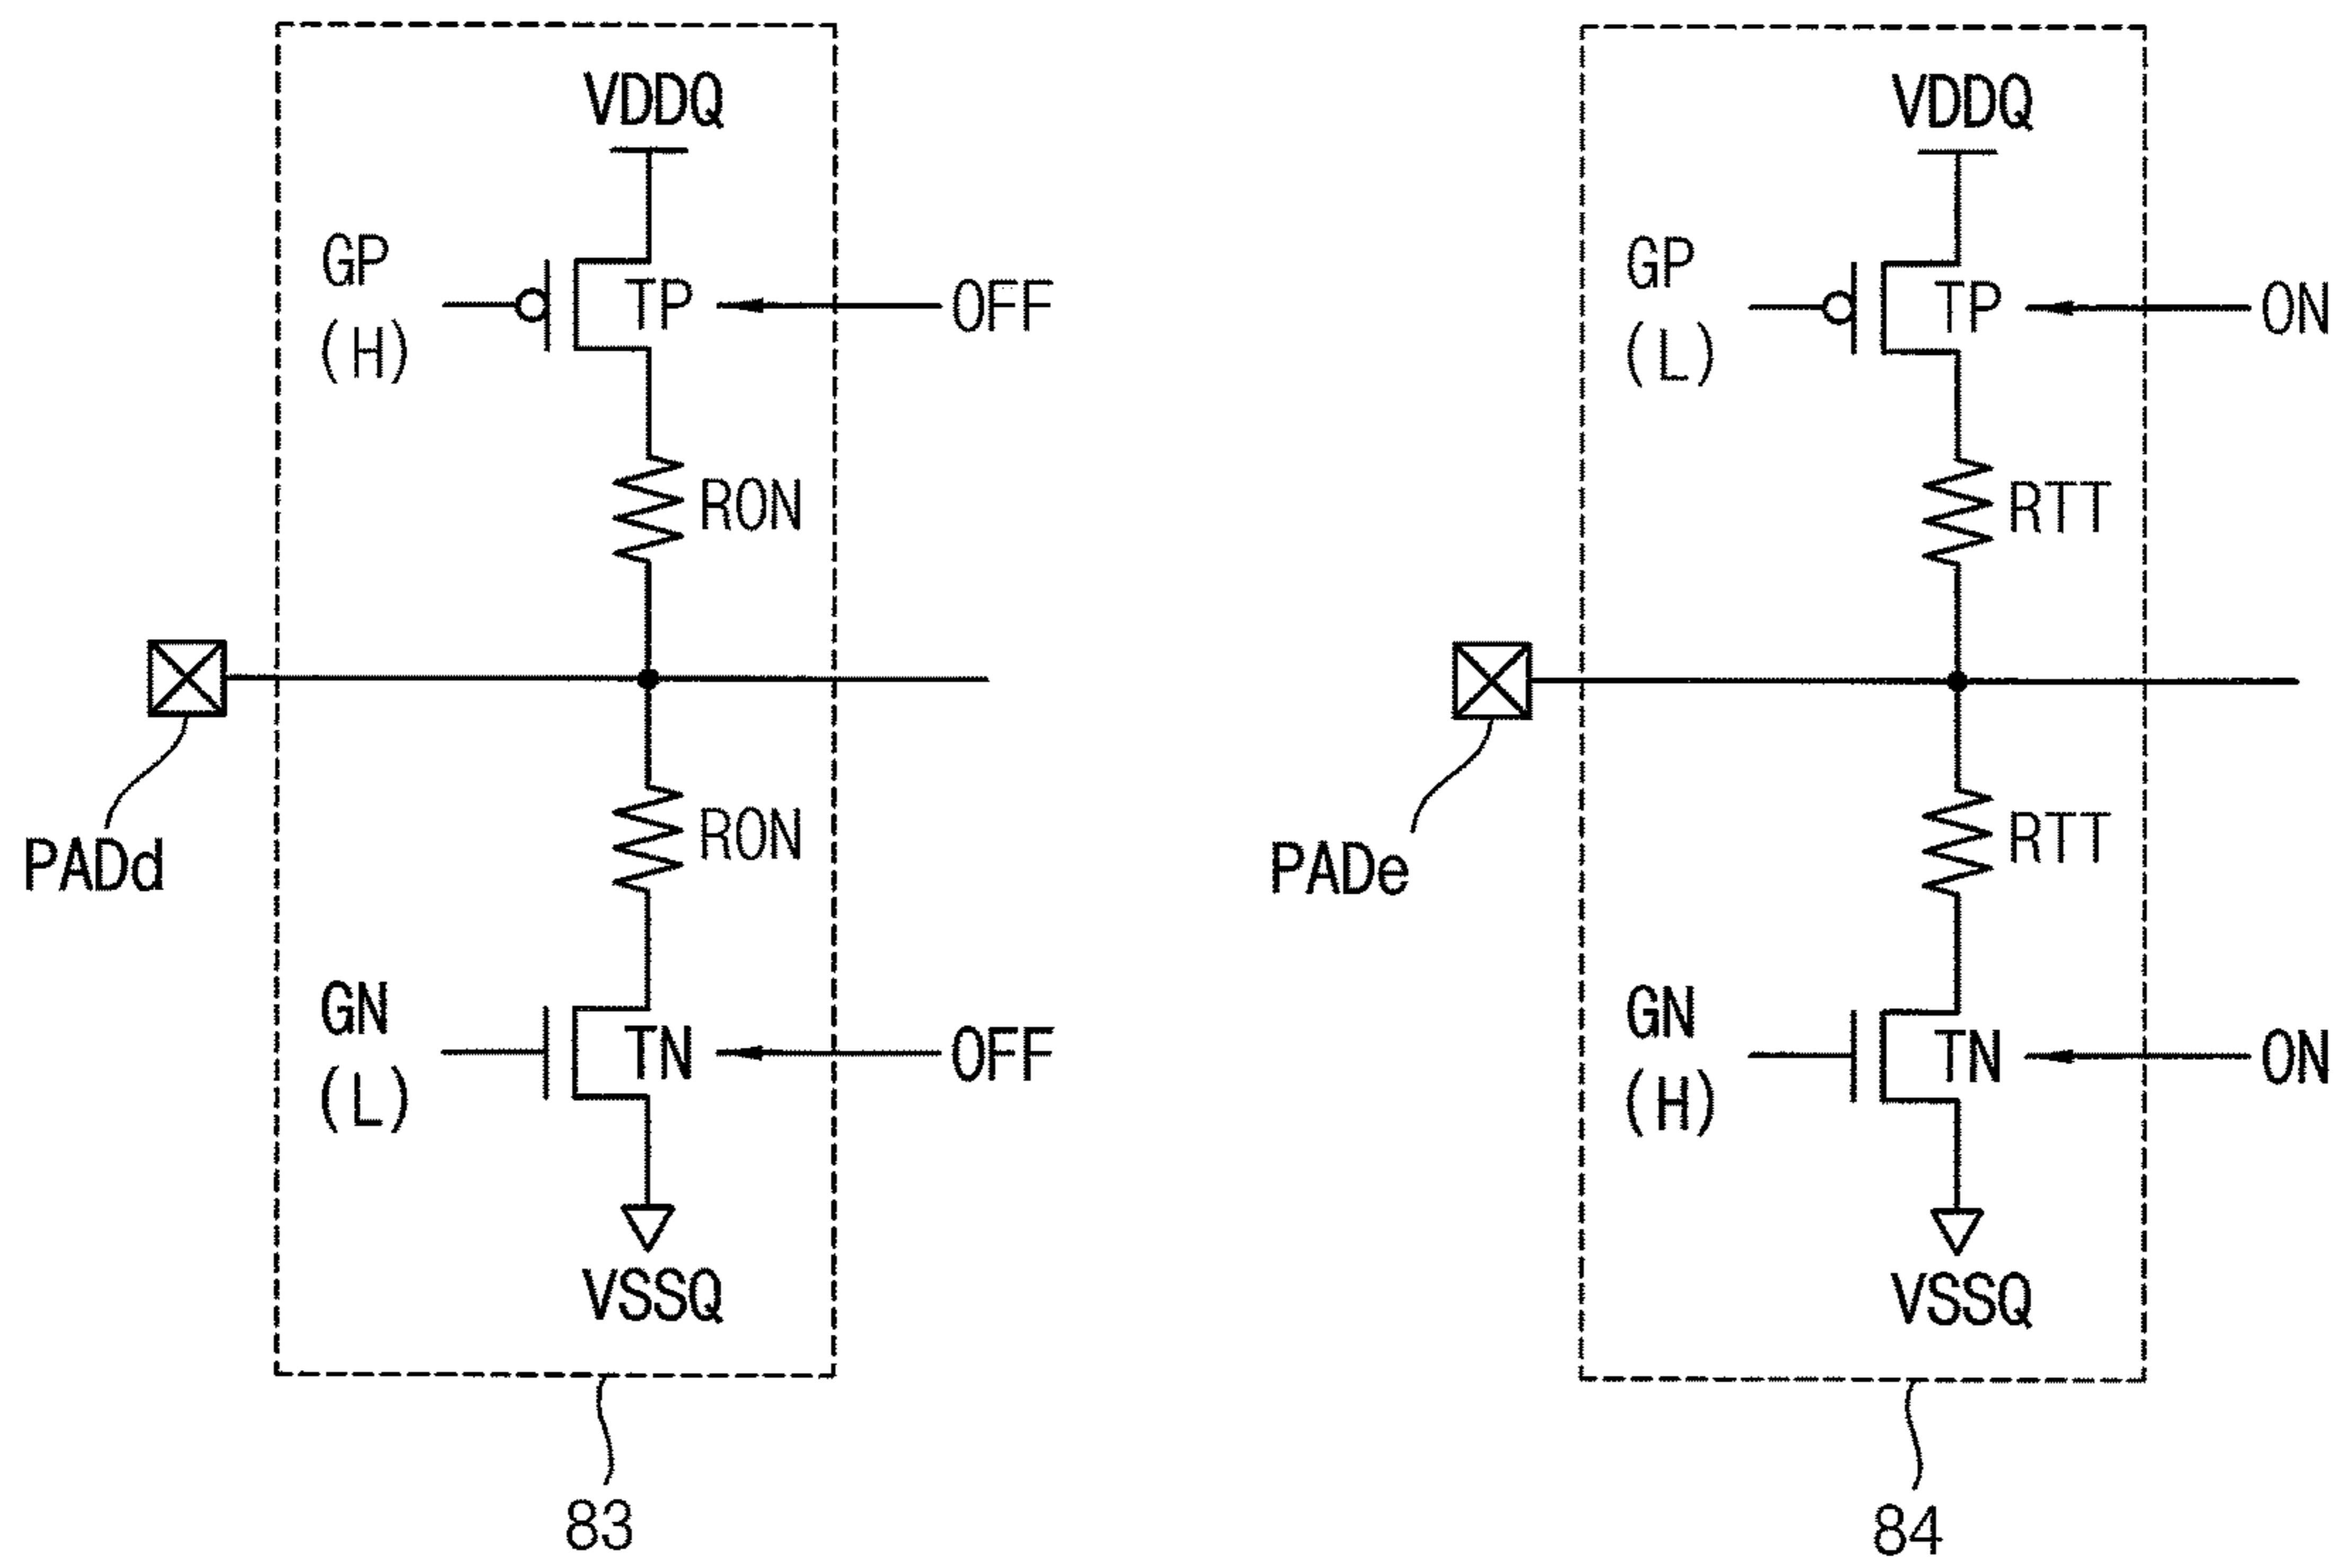 VDDQ
GP
(H)
TP
OFF
RON
PADd
RON
GN
(L)
TN
OFF
VSSQ
83
VDDQ
GP
(L)
TP
ON
RTT
PADe
RTT
GN
(H)
TN
ON
VSSQ
84